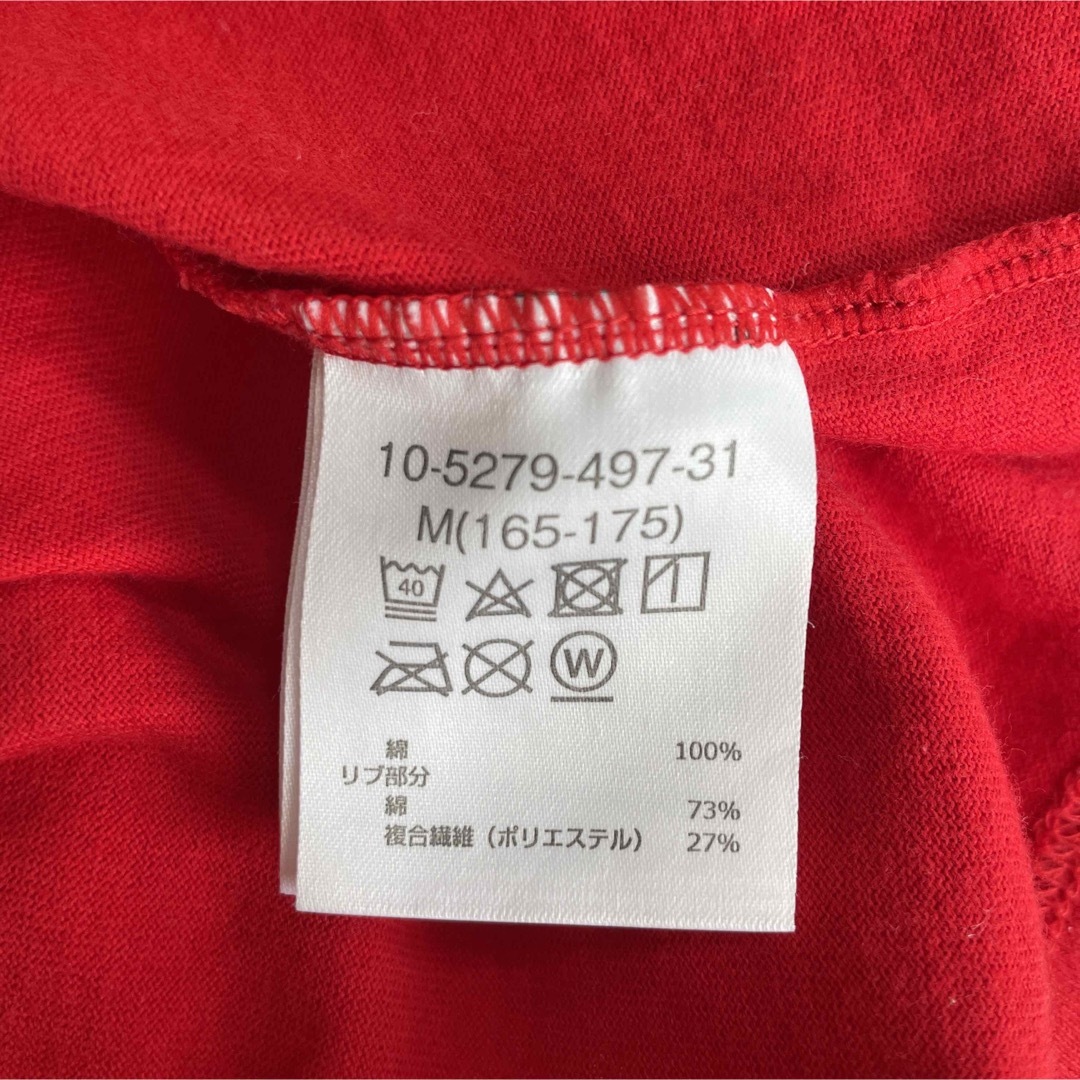 10-5279-497-31
M(165-175)
40
W
綿 100%
リブ部分
綿 73%
複合繊維（ポリエステル） 27%